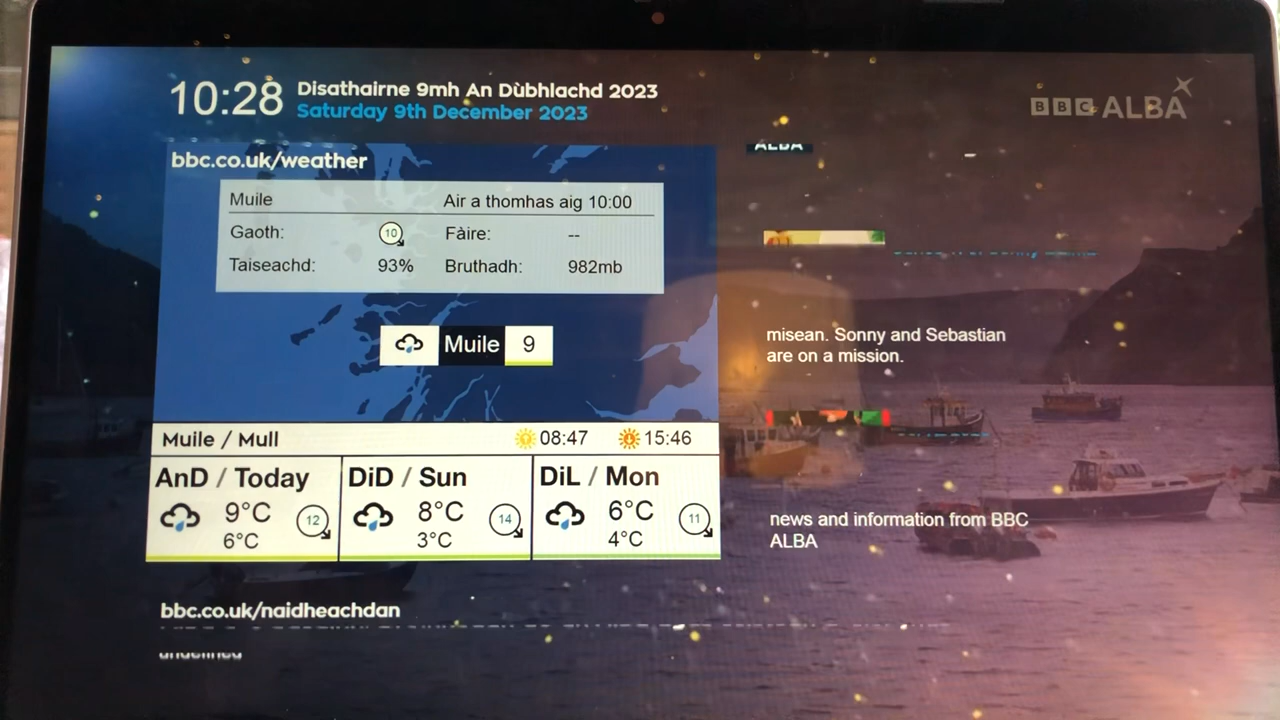 10:28
Disathairne 9mh An Dùbhlachd 2023
Saturday 9th December 2023
BBC ALBA
bbc.co.uk/weather
Muile Air a thomhas aig 10:00
Gaoth: 10 Fàire: --
Taiseachd: 93% Bruthadh: 982mb
Muile 9
Muile / Mull 08:47 15:46
AnD / Today
9°C 12
6°C
DiD / Sun
8°C 14
3°C
DiL / Mon
6°C 11
4°C
ALBA
misean. Sonny and Sebastian
are on a mission.
news and information from BBC
ALBA
bbc.co.uk/naidheachdan
undefined